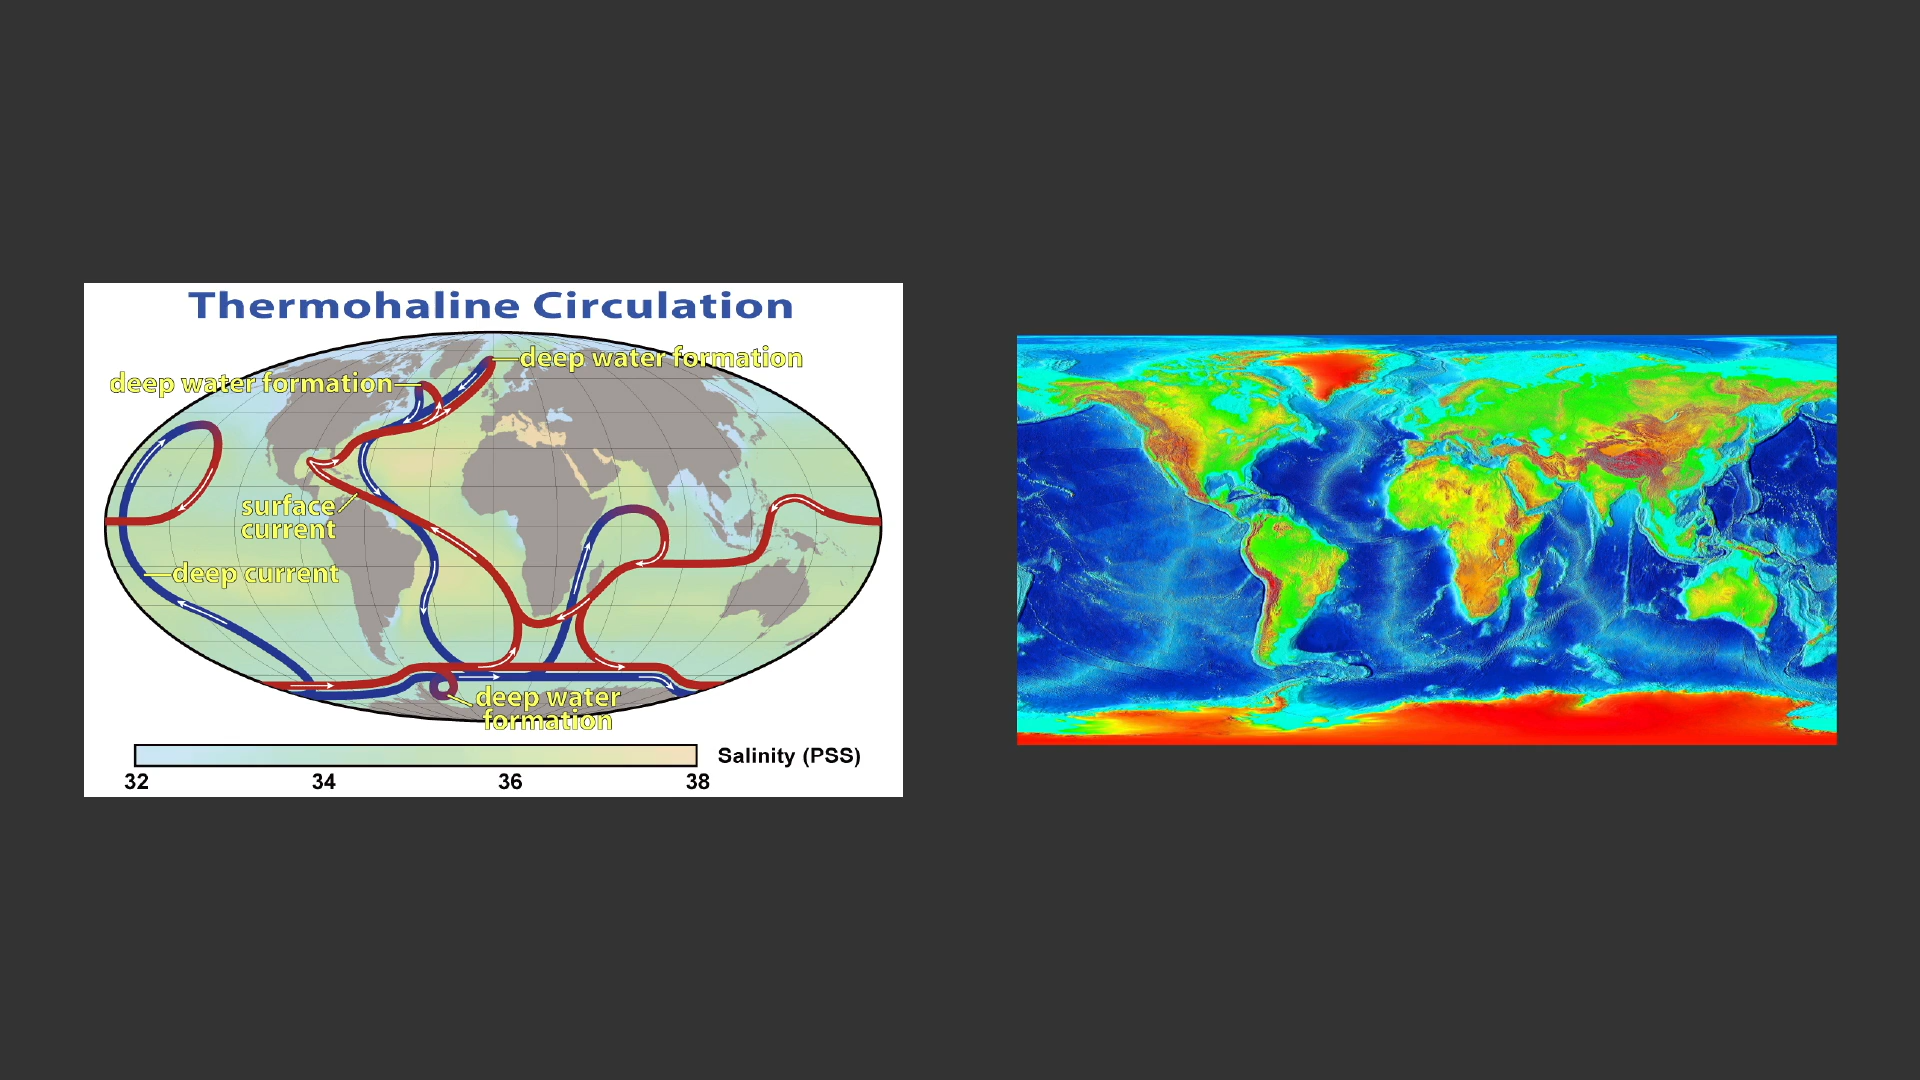 Thermohaline Circulation
deep water formation
deep water formation
surface
current
deep current
deep water
formation
Salinity (PSS)
32 34 36 38